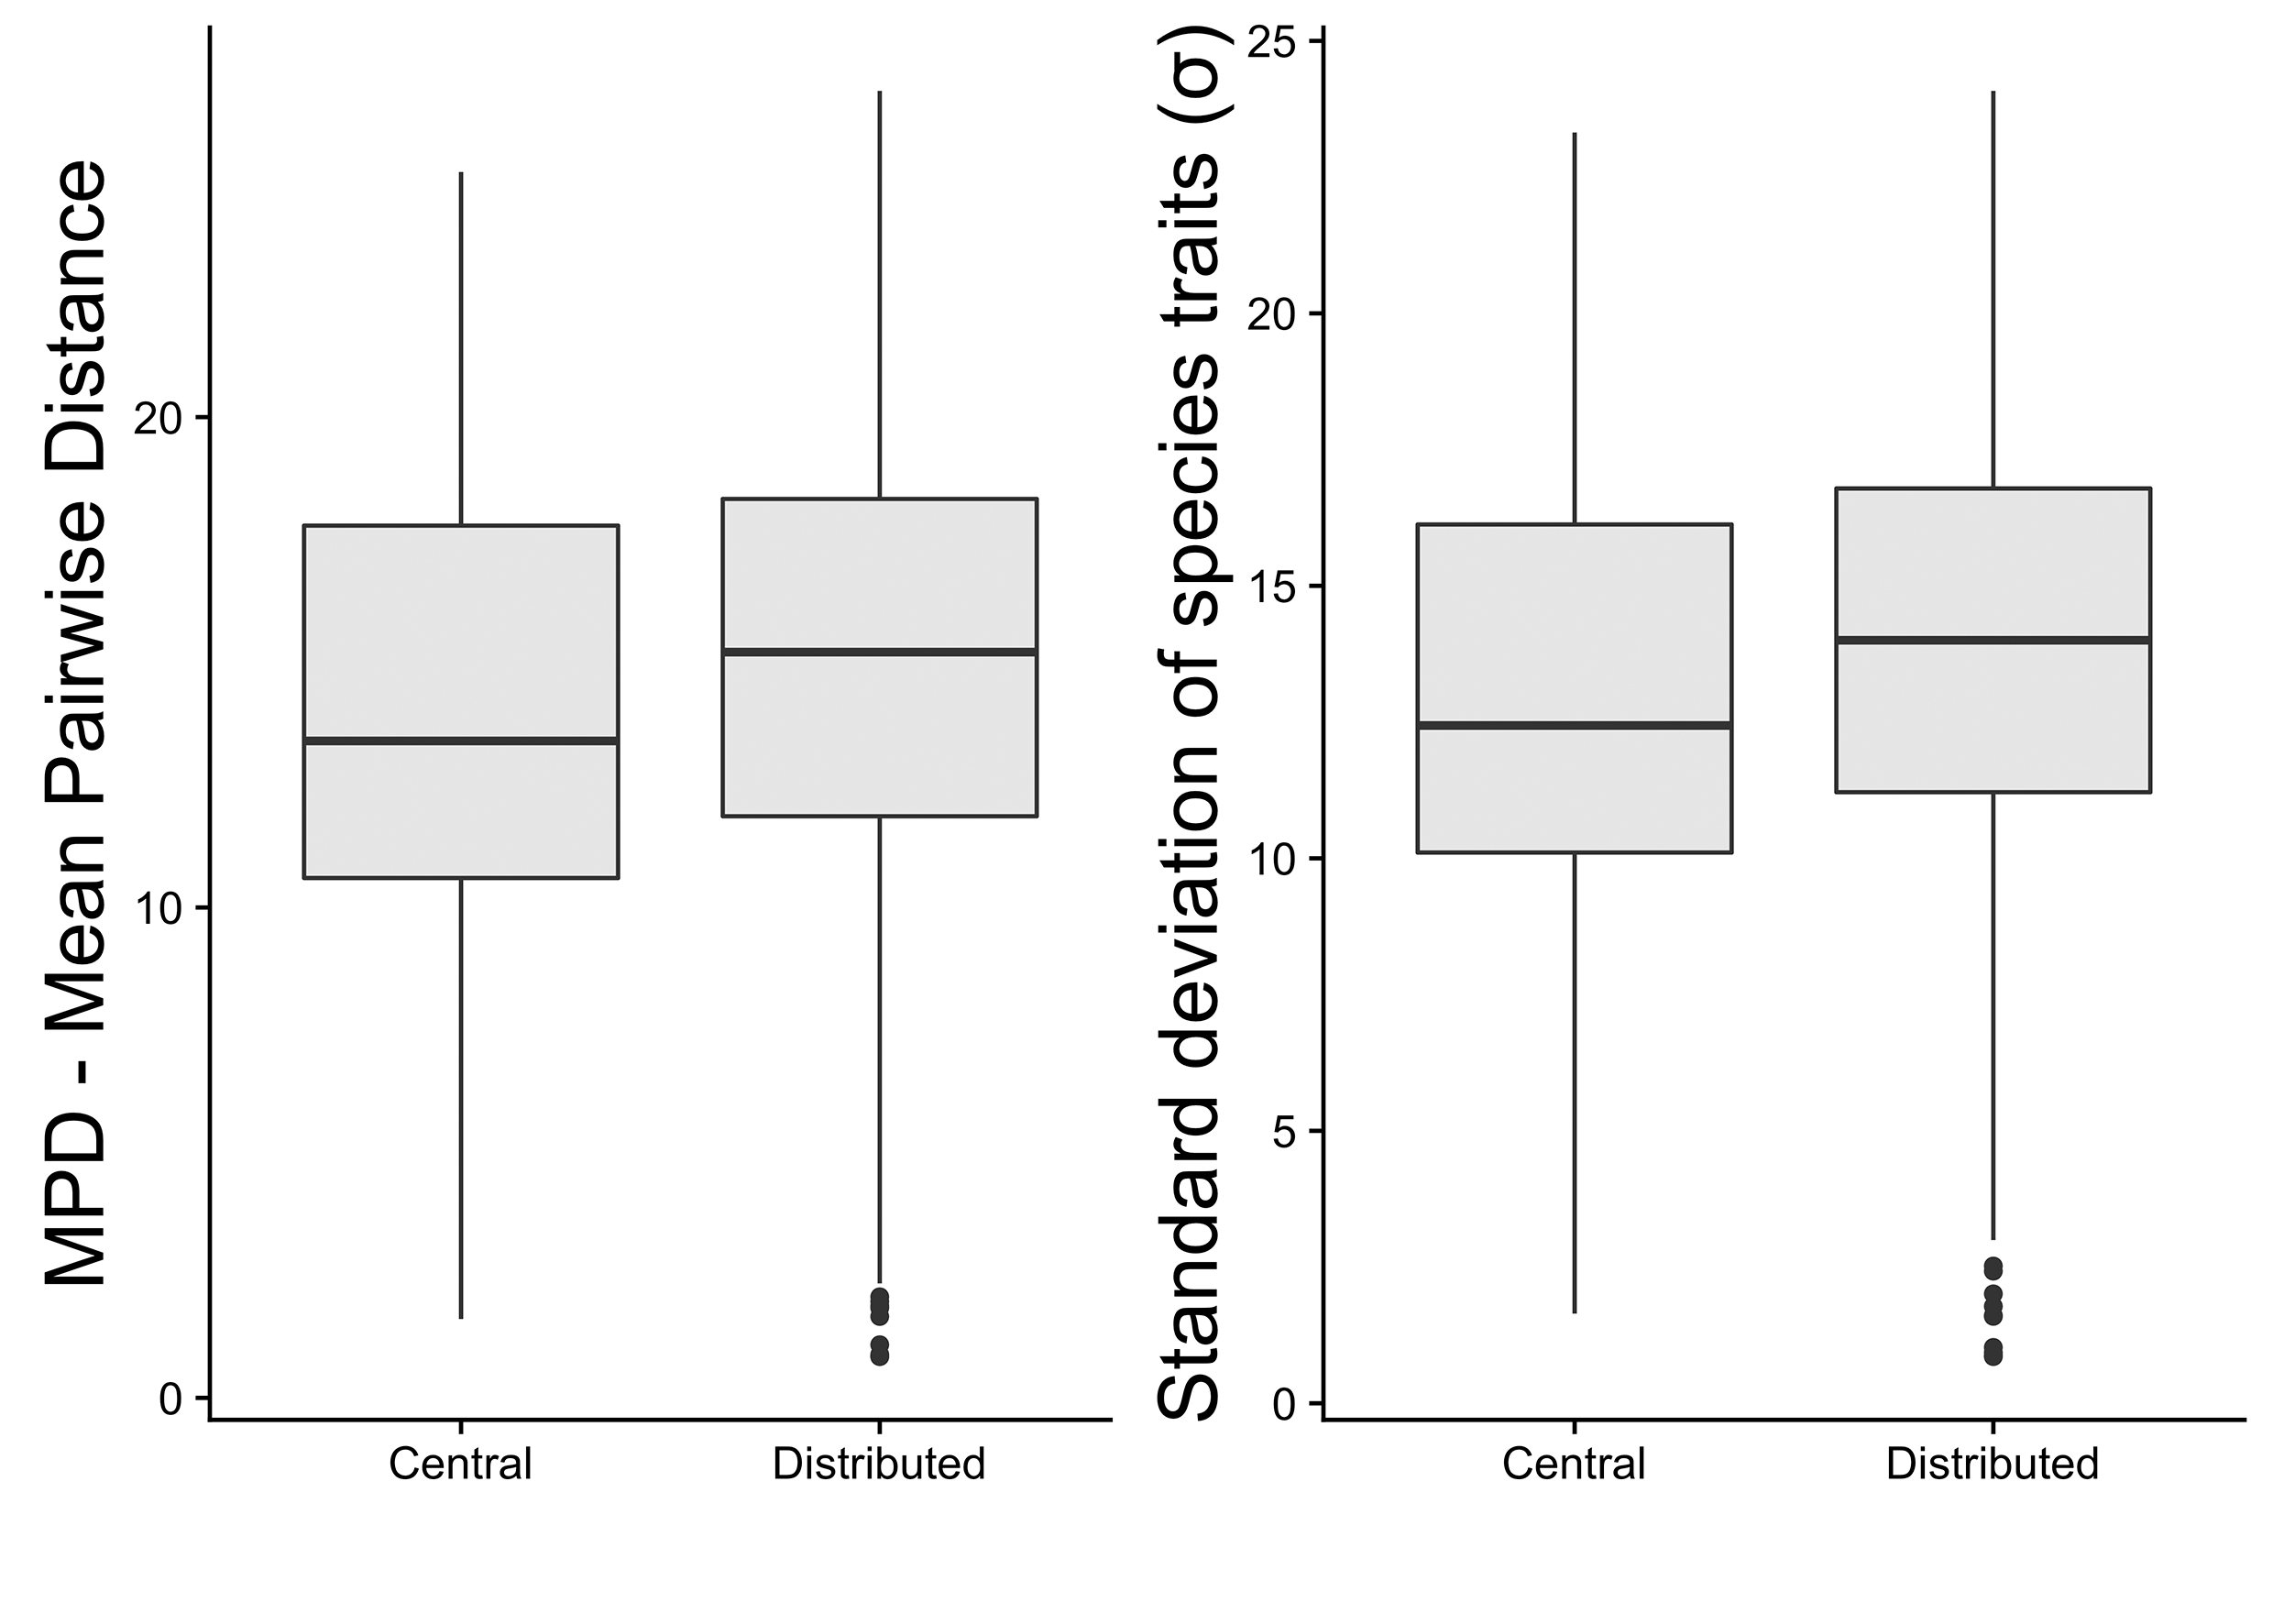 MPD - Mean Pairwise Distance
20
10
0
Central
Distributed
Standard deviation of species traits (σ)
25
20
15
10
5
0
Central
Distributed